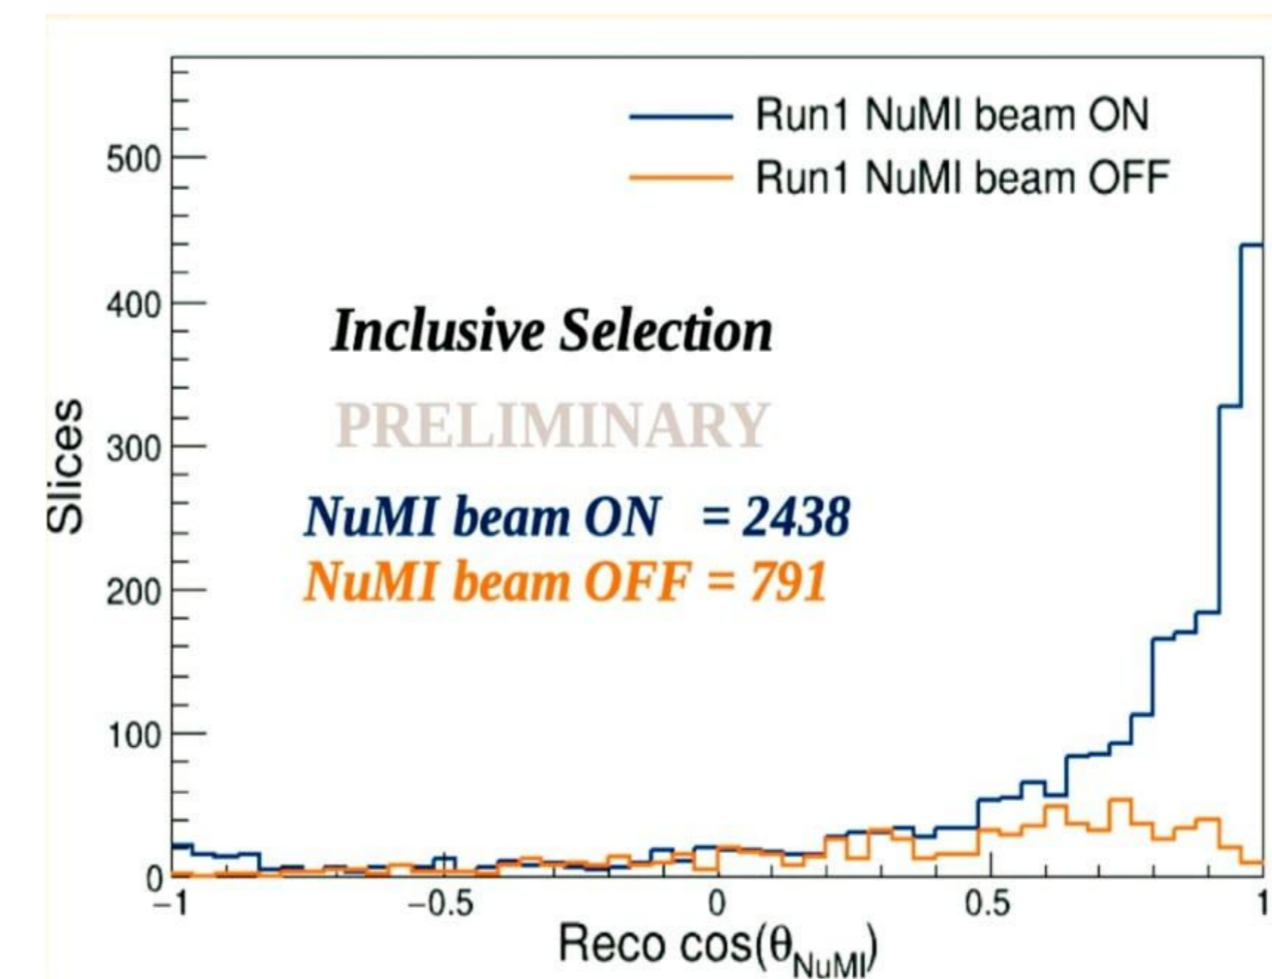 Run1 NuMI beam ON
Run1 NuMI beam OFF
500
400
300
200
100
0
Slices
Inclusive Selection
PRELIMINARY
NuMI beam ON = 2438
NuMI beam OFF = 791
−1 −0.5 0 0.5 1
Reco cos(θNuMI)